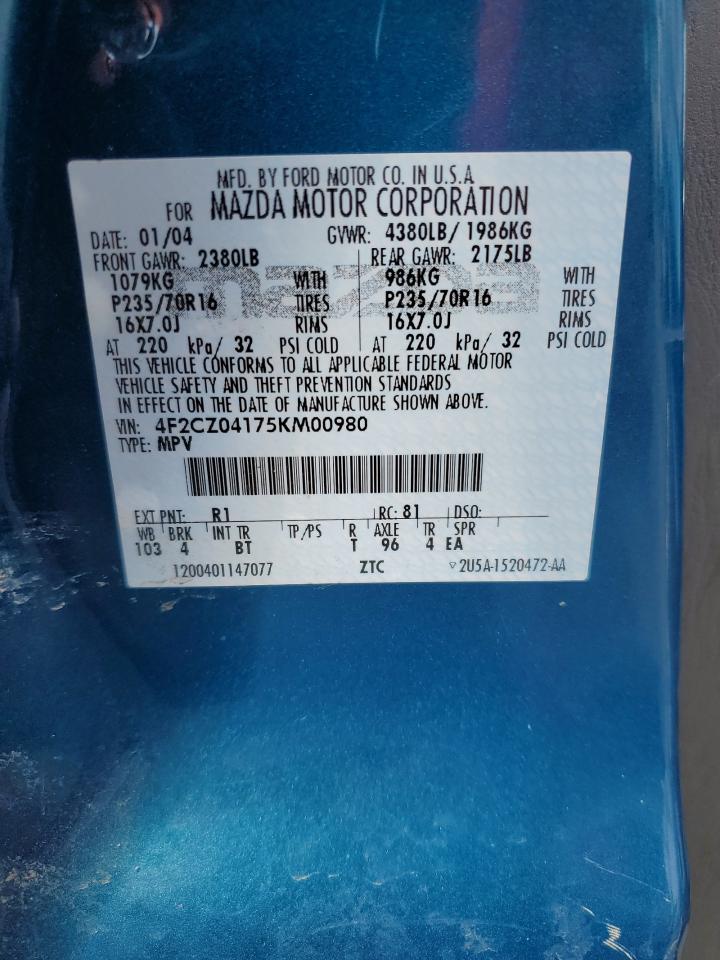 MFD. BY FORD MOTOR CO. IN U.S.A
FOR MAZDA MOTOR CORPORATION
DATE: 01/04 GVWR: 4380LB/ 1986KG
FRONT GAWR: 2380LB REAR GAWR: 2175LB
mazda
1079KG WITH 986KG WITH
P235/70R16 TIRES P235/70R16 TIRES
16X7.0J RIMS 16X7.0J RIMS
AT 220 kPa/ 32 PSI COLD AT 220 kPa/ 32 PSI COLD
THIS VEHICLE CONFORMS TO ALL APPLICABLE FEDERAL MOTOR
VEHICLE SAFETY AND THEFT PREVENTION STANDARDS
IN EFFECT ON THE DATE OF MANUFACTURE SHOWN ABOVE.
VIN: 4F2CZ04175KM00980
TYPE: MPV
EXT PNT: R1 RC: 81 DSO:
WB BRK INT TR TP/PS R AXLE TR SPR
103 4 BT T 96 4 EA
1200401147077 ZTC ▽2U5A-1520472-AA